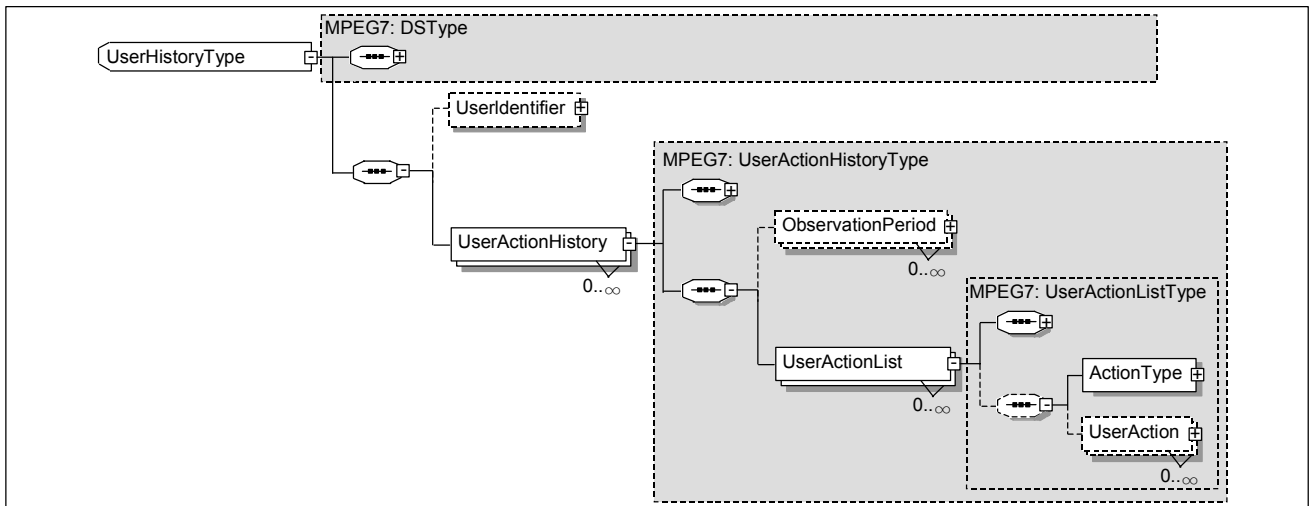 MPEG7: DSType
UserHistoryType
UserIdentifier
MPEG7: UserActionHistoryType
ObservationPeriod
0..∞
UserActionHistory
0..∞
MPEG7: UserActionListType
UserActionList
0..∞
ActionType
UserAction
0..∞